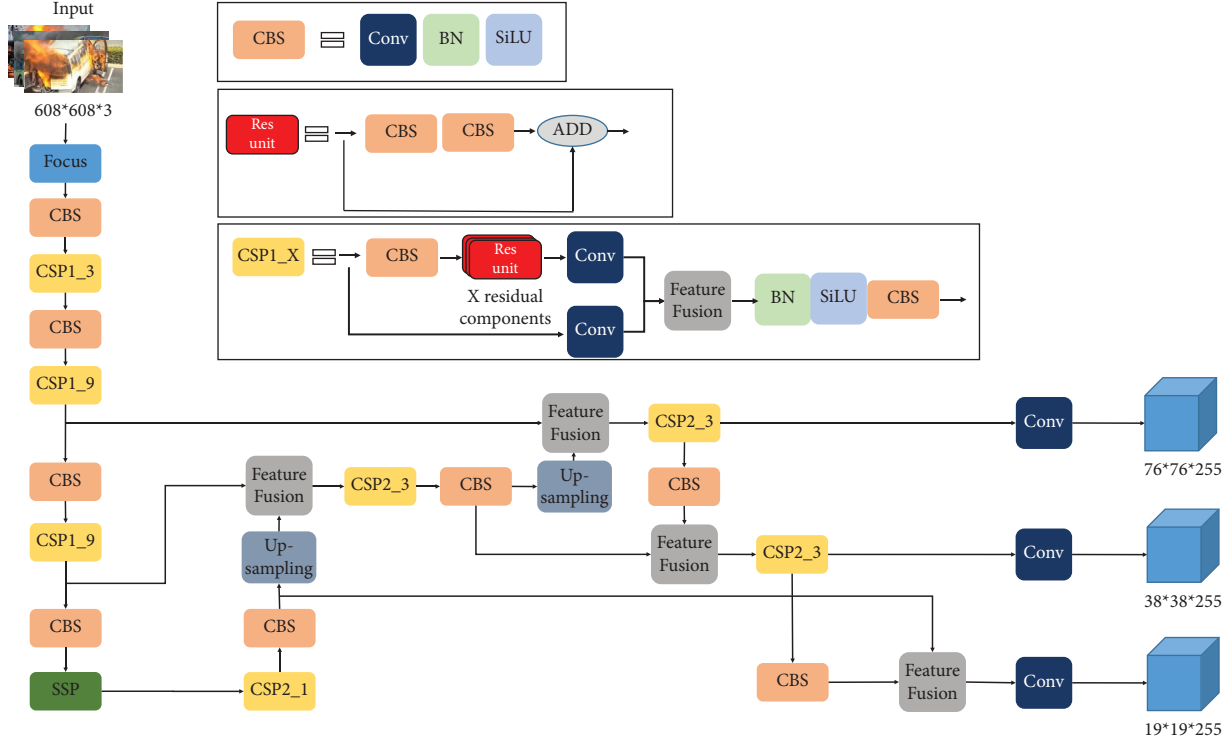 Input
608*608*3
Focus
CBS
CSP1_3
CBS
CSP1_9
CBS
CSP1_9
CBS
SSP
CBS
Conv
BN
SiLU
Res
unit
CBS
CBS
ADD
CSP1_X
CBS
Res
unit
X residual
components
Conv
Conv
Feature
Fusion
BN
SiLU
CBS
CSP2_1
CBS
Up-
sampling
Feature
Fusion
CSP2_3
CBS
Up-
sampling
Feature
Fusion
CSP2_3
CBS
Feature
Fusion
CSP2_3
CBS
Feature
Fusion
Conv
76*76*255
Conv
38*38*255
Conv
19*19*255